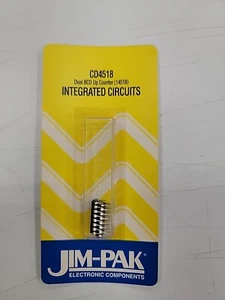 CD4518
Dual BCD Up Counter (14518)
INTEGRATED CIRCUITS
JIM-PAK
ELECTRONIC COMPONENTS